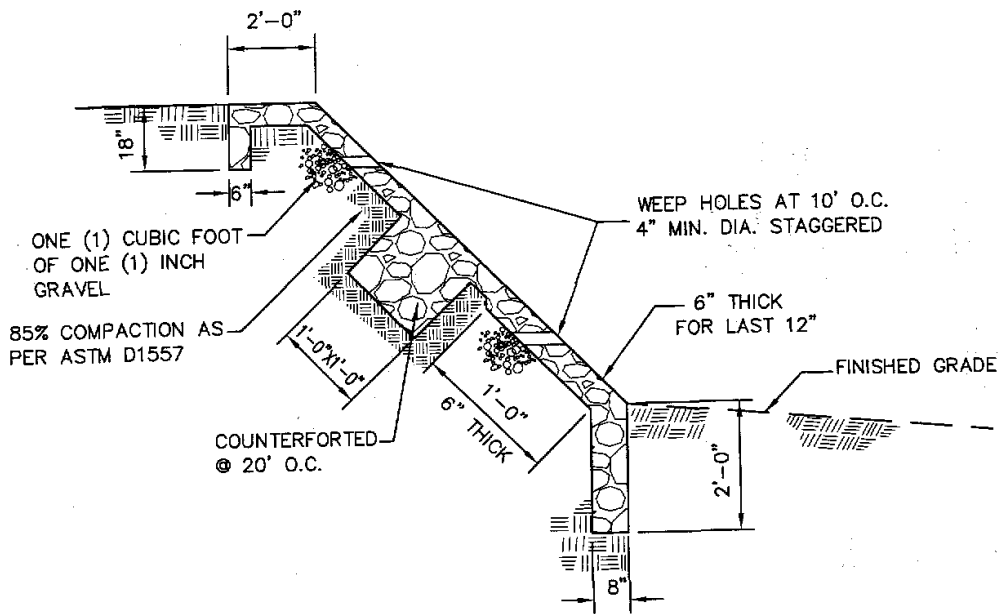 2'-0"
18"
6"
WEEP HOLES AT 10' O.C.
4" MIN. DIA. STAGGERED
ONE (1) CUBIC FOOT
OF ONE (1) INCH
GRAVEL
6" THICK
FOR LAST 12"
85% COMPACTION AS
PER ASTM D1557
FINISHED GRADE
1'-0"X1'-0"
1'-0"
6" THICK
COUNTERFORTED
@ 20' O.C.
2'-0"
8"